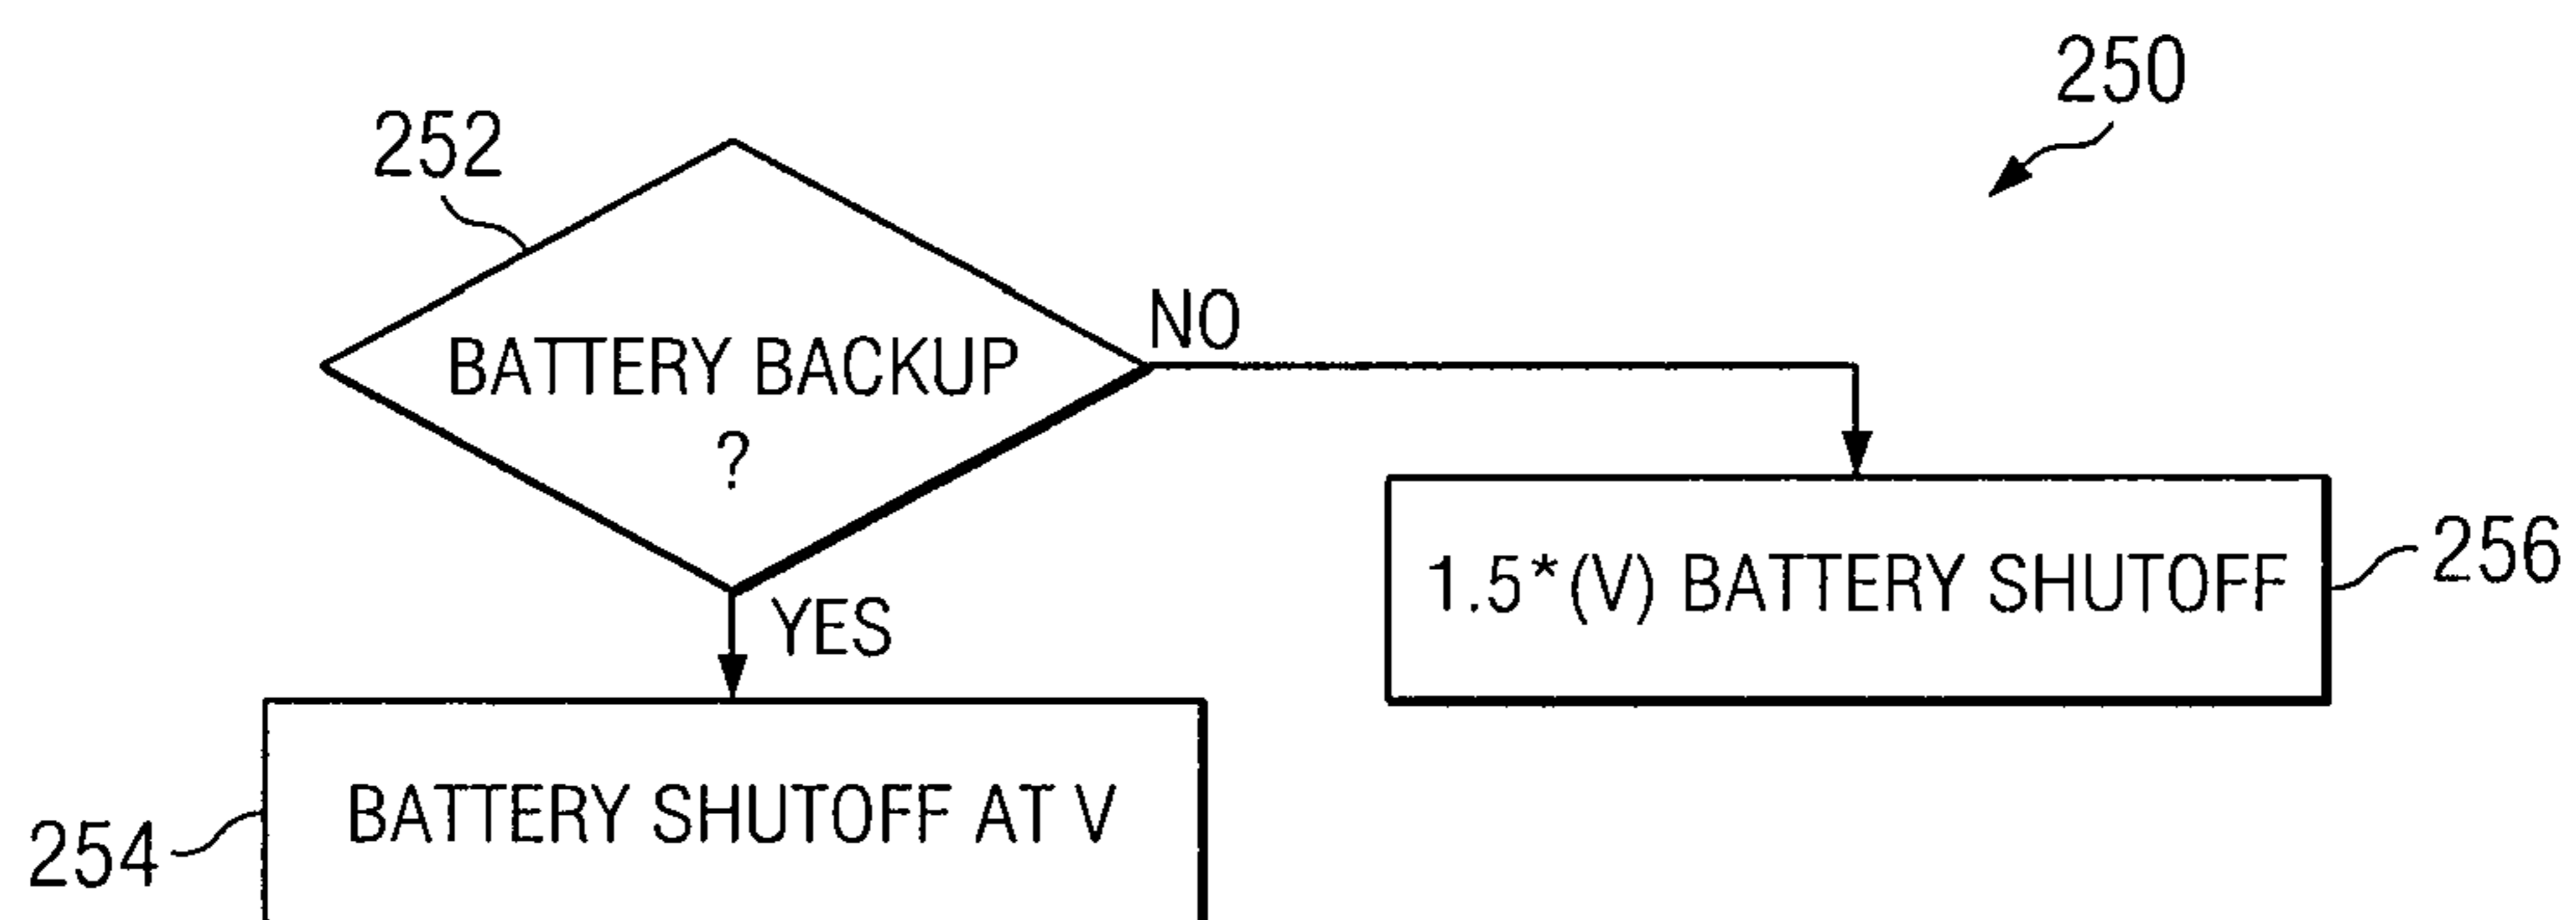 250
252
BATTERY BACKUP
?
NO
YES
1.5*(V) BATTERY SHUTOFF
256
BATTERY SHUTOFF AT V
254